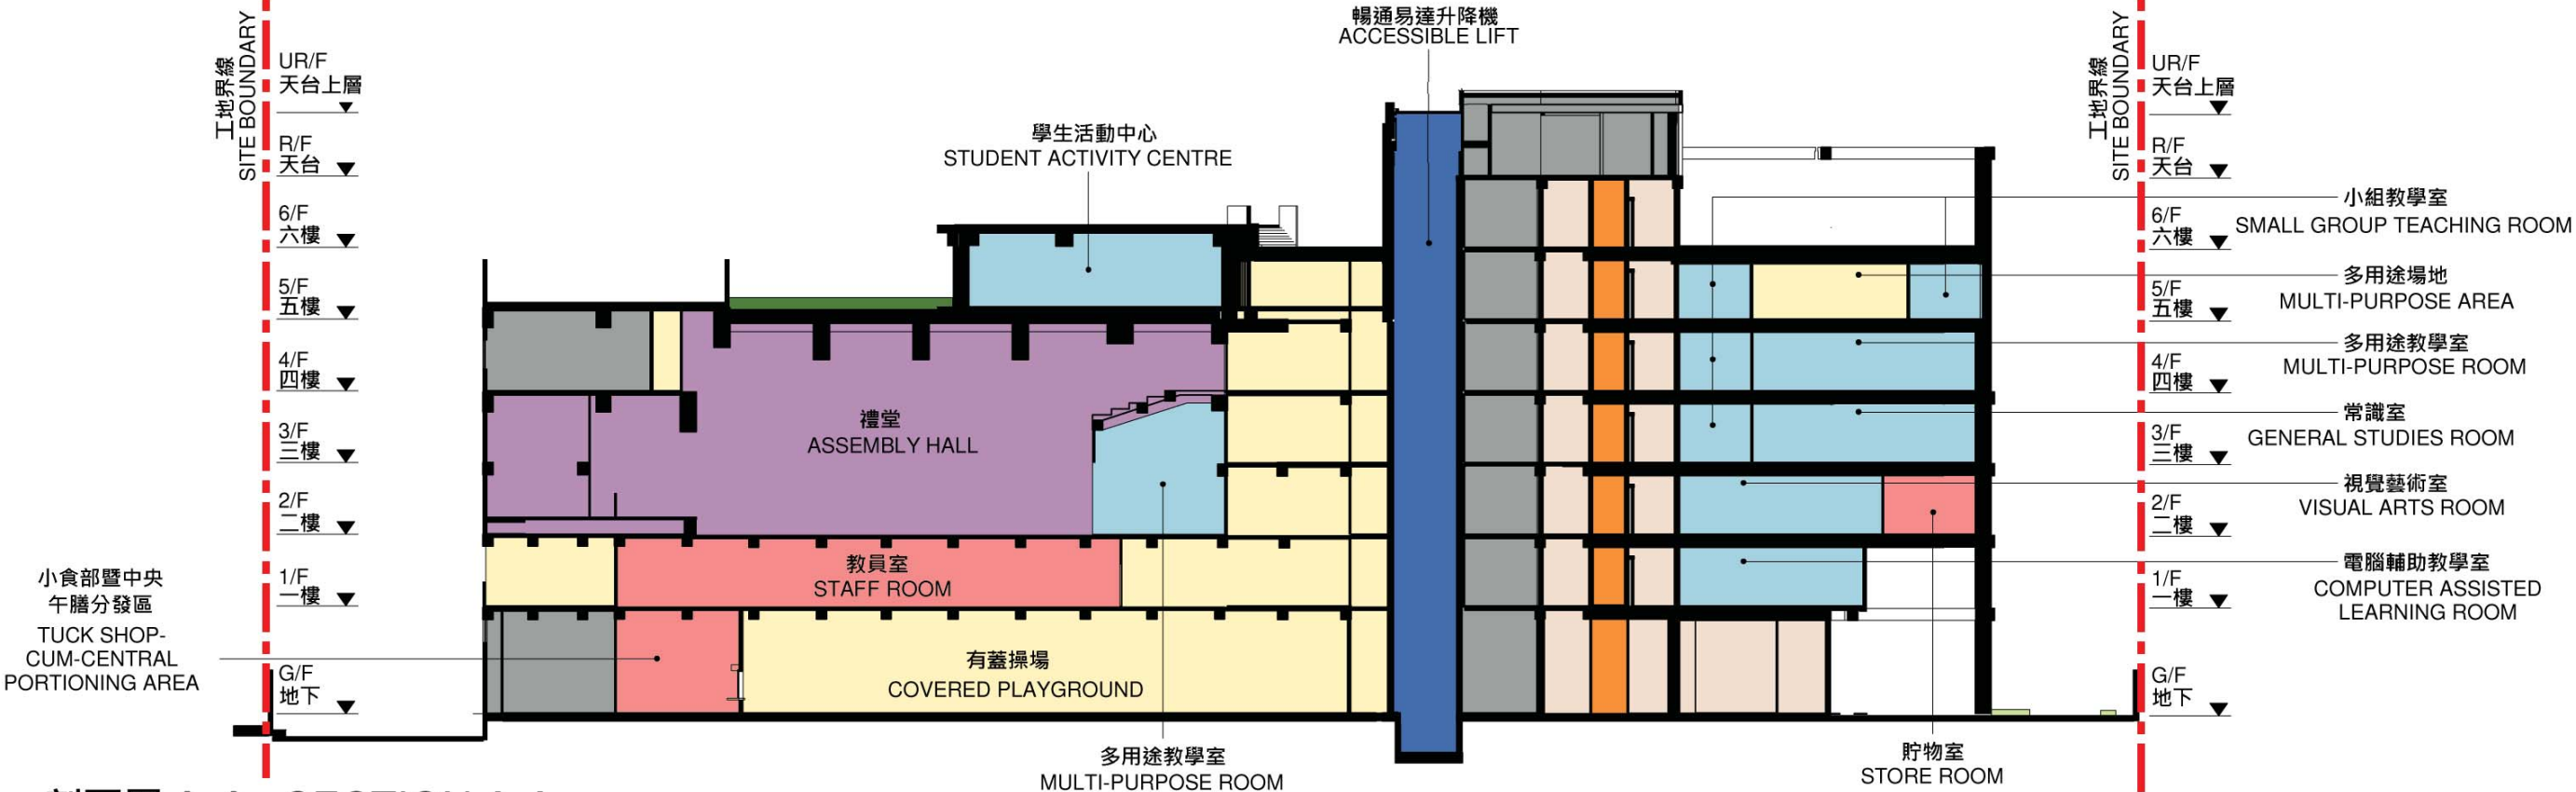 工地界線
SITE BOUNDARY
UR/F
天台上層
R/F
天台
6/F
六樓
5/F
五樓
4/F
四樓
3/F
三樓
2/F
二樓
1/F
一樓
G/F
地下
小食部暨中央
午膳分發區
TUCK SHOP-
CUM-CENTRAL
PORTIONING AREA
學生活動中心
STUDENT ACTIVITY CENTRE
暢通易達升降機
ACCESSIBLE LIFT
禮堂
ASSEMBLY HALL
教員室
STAFF ROOM
有蓋操場
COVERED PLAYGROUND
多用途教學室
MULTI-PURPOSE ROOM
貯物室
STORE ROOM
工地界線
SITE BOUNDARY
UR/F
天台上層
R/F
天台
6/F
六樓
5/F
五樓
4/F
四樓
3/F
三樓
2/F
二樓
1/F
一樓
G/F
地下
小組教學室
SMALL GROUP TEACHING ROOM
多用途場地
MULTI-PURPOSE AREA
多用途教學室
MULTI-PURPOSE ROOM
常識室
GENERAL STUDIES ROOM
視覺藝術室
VISUAL ARTS ROOM
電腦輔助教學室
COMPUTER ASSISTED
LEARNING ROOM